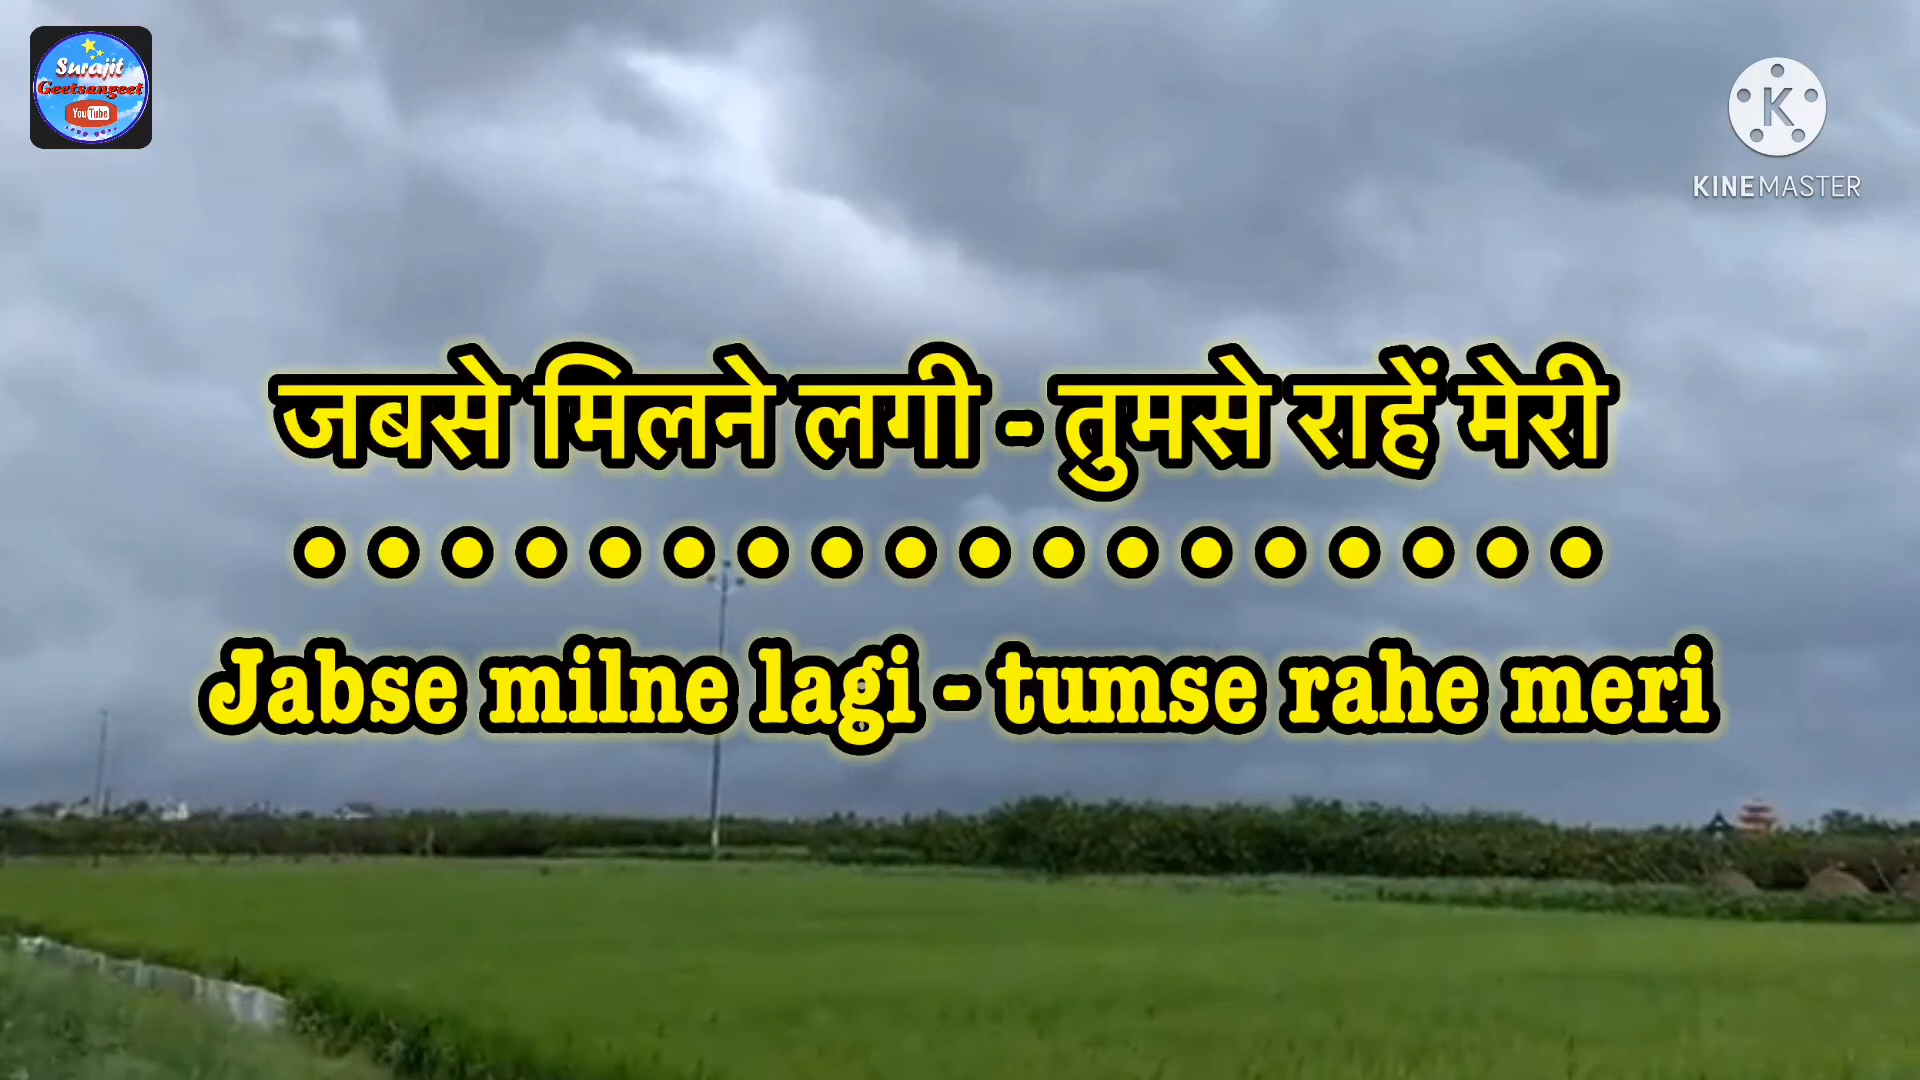 Surajit
Geetsangeet
YouTube
K
KINEMASTER
जबसे मिलने लगी - तुमसे राहें मेरी
Jabse milne lagi - tumse rahe meri